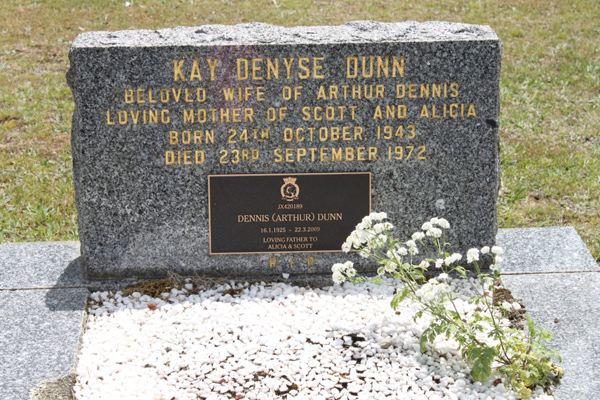 KAY DENYSE DUNN
BELOVED WIFE OF ARTHUR DENNIS
LOVING MOTHER OF SCOTT AND ALICIA
BORN 24TH OCTOBER 1943
DIED 23RD SEPTEMBER 1972
JX426189
DENNIS (ARTHUR) DUNN
16.1.1925 - 22.3.2009
LOVING FATHER TO
ALICIA & SCOTT